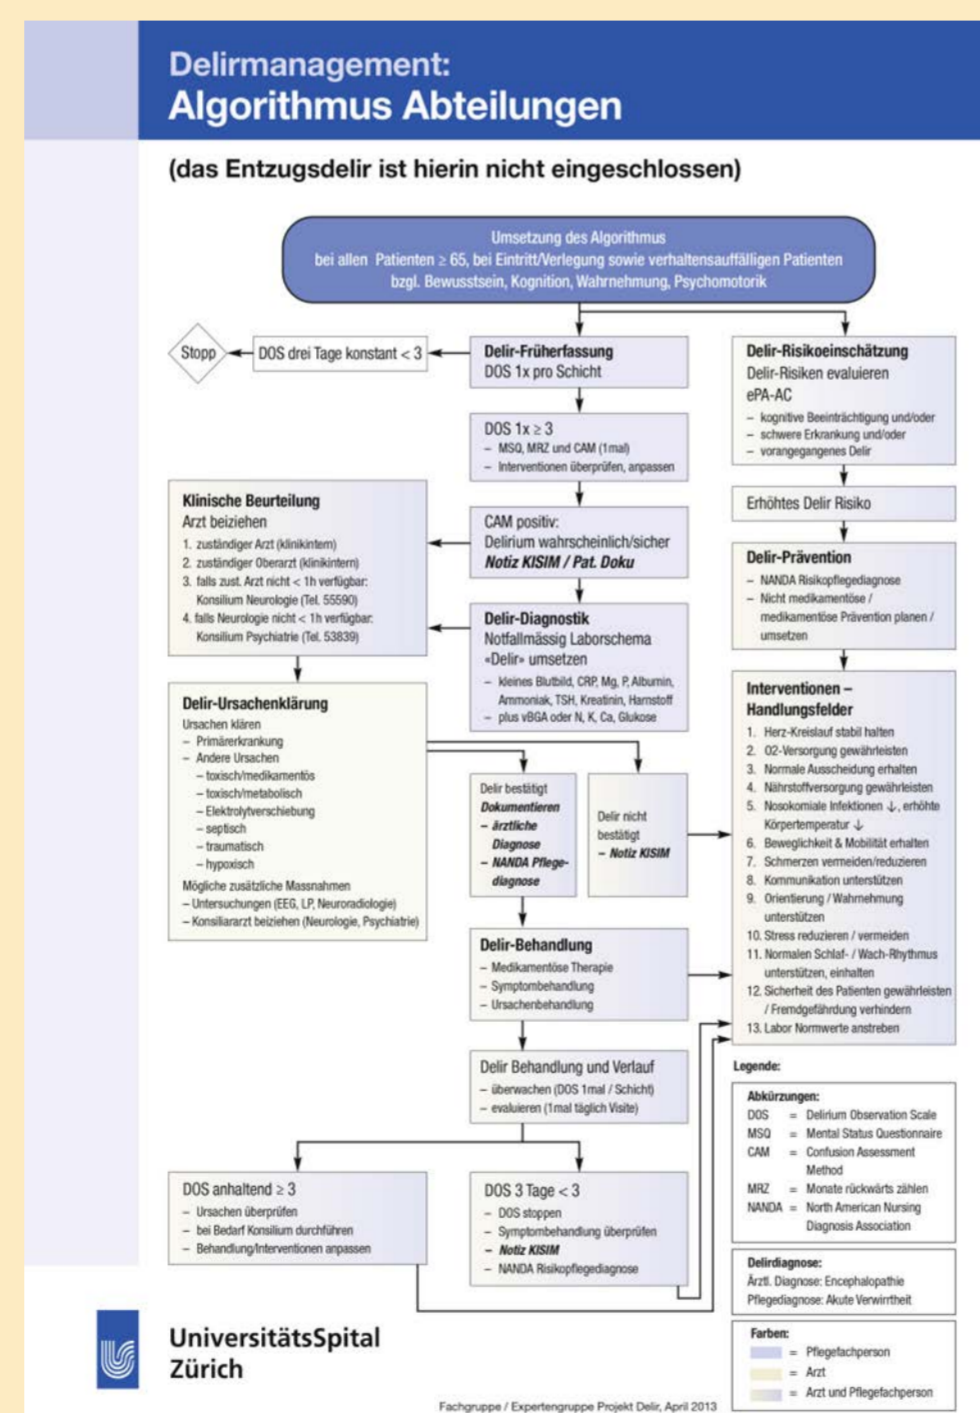 Delirmanagement:
Algorithmus Abteilungen
(das Entzugsdelir ist hierin nicht eingeschlossen)
Umsetzung des Algorithmus
bei allen Patienten ≥ 65, bei Eintritt/Verlegung sowie verhaltensauffälligen Patienten
bzgl. Bewusstsein, Kognition, Wahrnehmung, Psychomotorik
Stopp
DOS drei Tage konstant < 3
Delir-Früherfassung
DOS 1x pro Schicht
DOS 1x ≥ 3
– MSQ, MRZ und CAM (1mal)
– Interventionen überprüfen, anpassen
CAM positiv:
Delirium wahrscheinlich/sicher
Notiz KISIM / Pat. Doku
Delir-Diagnostik
Notfallmässig Laborschema
«Delir» umsetzen
– kleines Blutbild, CRP, Mg, P, Albumin,
Ammoniak, TSH, Kreatinin, Harnstoff
– plus vBGA oder N, K, Ca, Glukose
Klinische Beurteilung
Arzt beiziehen
1. zuständiger Arzt (klinikintern)
2. zuständiger Oberarzt (klinikintern)
3. falls zust. Arzt nicht < 1h verfügbar:
Konsilium Neurologie (Tel. 55590)
4. falls Neurologie nicht < 1h verfügbar:
Konsilium Psychiatrie (Tel. 53839)
Delir-Ursachenklärung
Ursachen klären
– Primärerkrankung
– Andere Ursachen
– toxisch/medikamentös
– toxisch/metabolisch
– Elektrolytverschiebung
– septisch
– traumatisch
– hypoxisch
Mögliche zusätzliche Massnahmen
– Untersuchungen (EEG, LP, Neuroradiologie)
– Konsiliararzt beiziehen (Neurologie, Psychiatrie)
Delir bestätigt
Dokumentieren
– ärztliche
Diagnose
– NANDA Pflege-
diagnose
Delir nicht
bestätigt
– Notiz KISIM
Delir-Behandlung
– Medikamentöse Therapie
– Symptombehandlung
– Ursachenbehandlung
Delir Behandlung und Verlauf
– überwachen (DOS 1mal / Schicht)
– evaluieren (1mal täglich Visite)
DOS anhaltend ≥ 3
– Ursachen überprüfen
– bei Bedarf Konsilium durchführen
– Behandlung/Interventionen anpassen
DOS 3 Tage < 3
– DOS stoppen
– Symptombehandlung überprüfen
– Notiz KISIM
– NANDA Risikopflegediagnose
Delir-Risikoeinschätzung
Delir-Risiken evaluieren
ePA-AC
– kognitive Beeinträchtigung und/oder
– schwere Erkrankung und/oder
– vorangegangenes Delir
Erhöhtes Delir Risiko
Delir-Prävention
– NANDA Risikopflegediagnose
– Nicht medikamentöse /
medikamentöse Prävention planen /
umsetzen
Interventionen –
Handlungsfelder
1. Herz-Kreislauf stabil halten
2. O2-Versorgung gewährleisten
3. Normale Ausscheidung erhalten
4. Nährstoffversorgung gewährleisten
5. Nosokomiale Infektionen ↓, erhöhte
Körpertemperatur ↓
6. Beweglichkeit & Mobilität erhalten
7. Schmerzen vermeiden/reduzieren
8. Kommunikation unterstützen
9. Orientierung / Wahrnehmung
unterstützen
10. Stress reduzieren / vermeiden
11. Normalen Schlaf- / Wach-Rhythmus
unterstützen, einhalten
12. Sicherheit des Patienten gewährleisten
/ Fremdgefährdung verhindern
13. Labor Normwerte anstreben
Legende:
Abkürzungen:
DOS = Delirium Observation Scale
MSQ = Mental Status Questionnaire
CAM = Confusion Assessment
Method
MRZ = Monate rückwärts zählen
NANDA = North American Nursing
Diagnosis Association
Delirdiagnose:
Ärztl. Diagnose: Encephalopathie
Pflegediagnose: Akute Verwirrtheit
Farben:
= Pflegefachperson
= Arzt
= Arzt und Pflegefachperson
UniversitätsSpital
Zürich
Fachgruppe / Expertengruppe Projekt Delir, April 2013